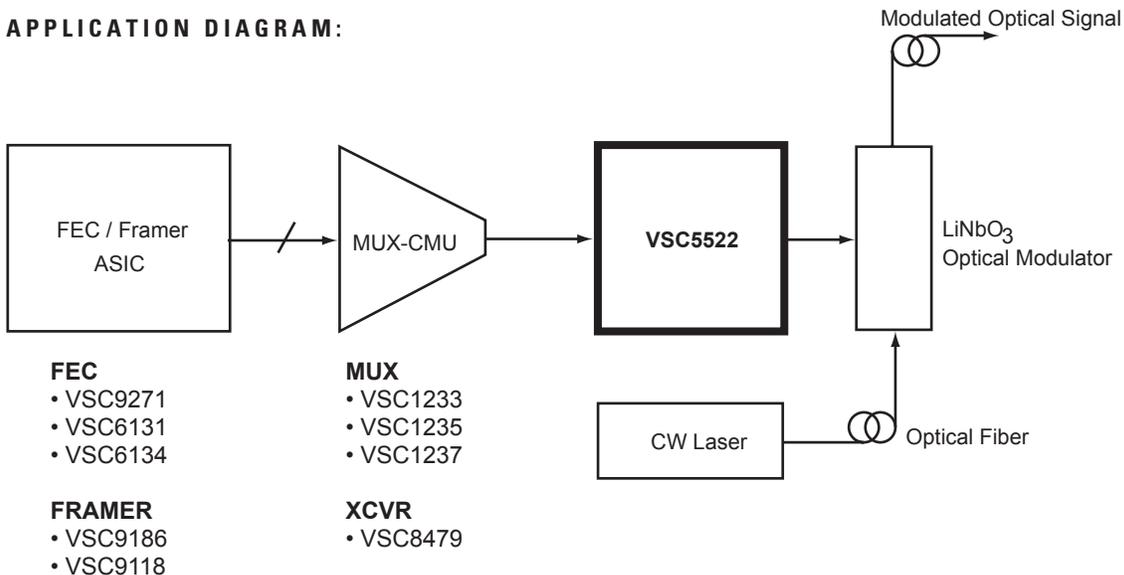 APPLICATION DIAGRAM:
Modulated Optical Signal
FEC / Framer
ASIC
MUX-CMU
VSC5522
LiNbO3
Optical Modulator
FEC
• VSC9271
• VSC6131
• VSC6134
MUX
• VSC1233
• VSC1235
• VSC1237
CW Laser
Optical Fiber
FRAMER
• VSC9186
• VSC9118
XCVR
• VSC8479